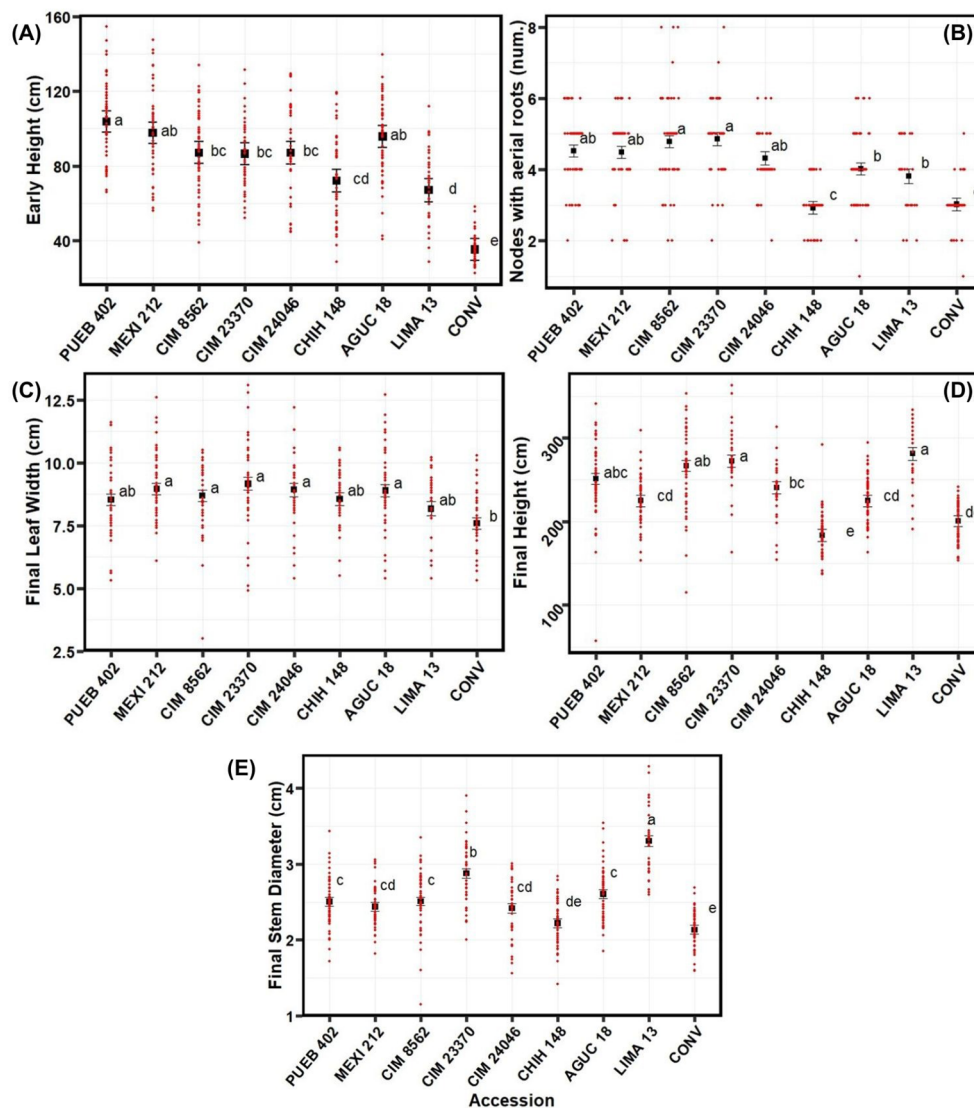 (A)
Early Height (cm)
160
120
80
40
a
ab
bc
bc
bc
cd
ab
d
e
PUEB 402
MEXI 212
CIM 8562
CIM 23370
CIM 24046
CHIH 148
AGUC 18
LIMA 13
CONV
(B)
Nodes with aerial roots (num.)
8
6
4
2
ab
ab
a
a
ab
c
b
b
PUEB 402
MEXI 212
CIM 8562
CIM 23370
CIM 24046
CHIH 148
AGUC 18
LIMA 13
CONV
(C)
Final Leaf Width (cm)
12.5
10.0
7.5
5.0
2.5
ab
a
a
a
a
ab
a
ab
b
PUEB 402
MEXI 212
CIM 8562
CIM 23370
CIM 24046
CHIH 148
AGUC 18
LIMA 13
CONV
(D)
Final Height (cm)
300
200
100
abc
cd
ab
a
bc
e
cd
a
d
PUEB 402
MEXI 212
CIM 8562
CIM 23370
CIM 24046
CHIH 148
AGUC 18
LIMA 13
CONV
(E)
Final Stem Diameter (cm)
4
3
2
1
c
cd
c
b
cd
de
c
a
e
PUEB 402
MEXI 212
CIM 8562
CIM 23370
CIM 24046
CHIH 148
AGUC 18
LIMA 13
CONV
Accession